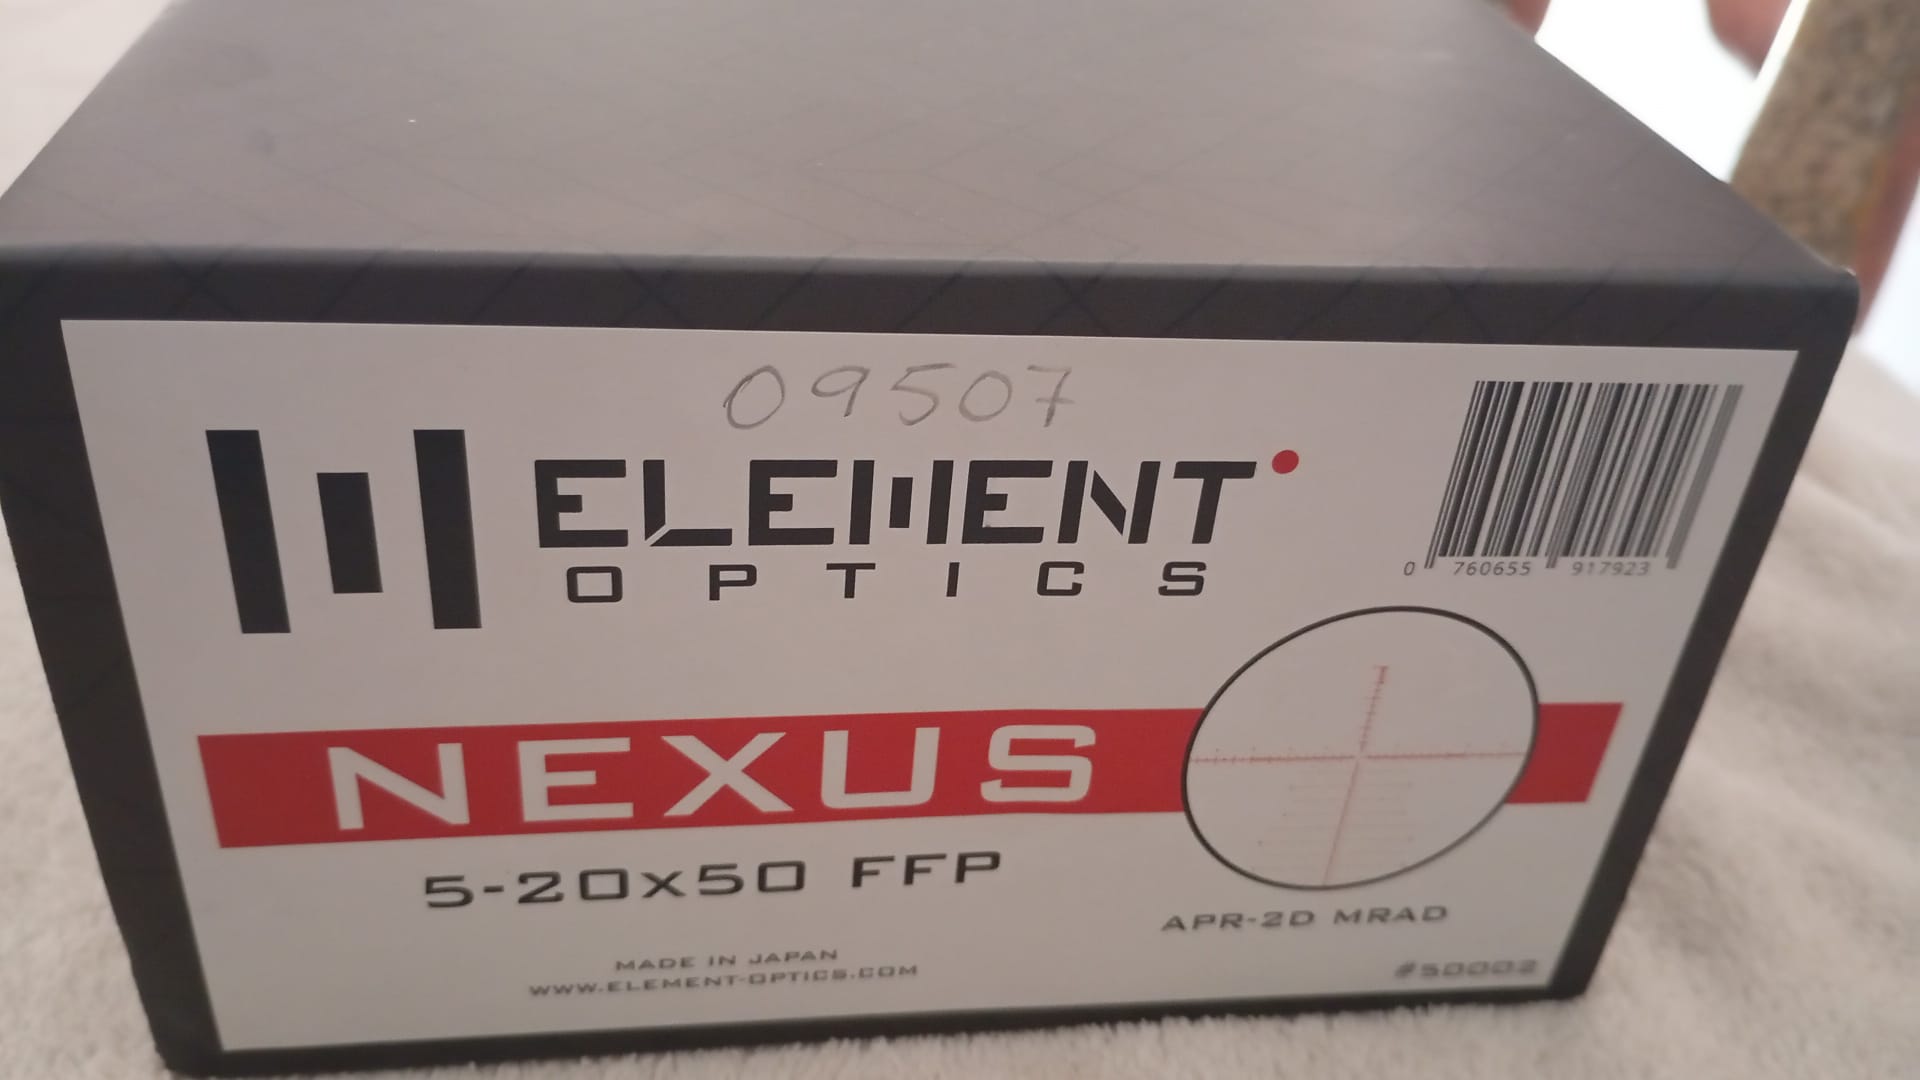 09507
ELEMENT
OPTICS
0 760655 917923
NEXUS
5-20x50 FFP
APR-2D MRAD
MADE IN JAPAN
WWW.ELEMENT-OPTICS.COM
#50002